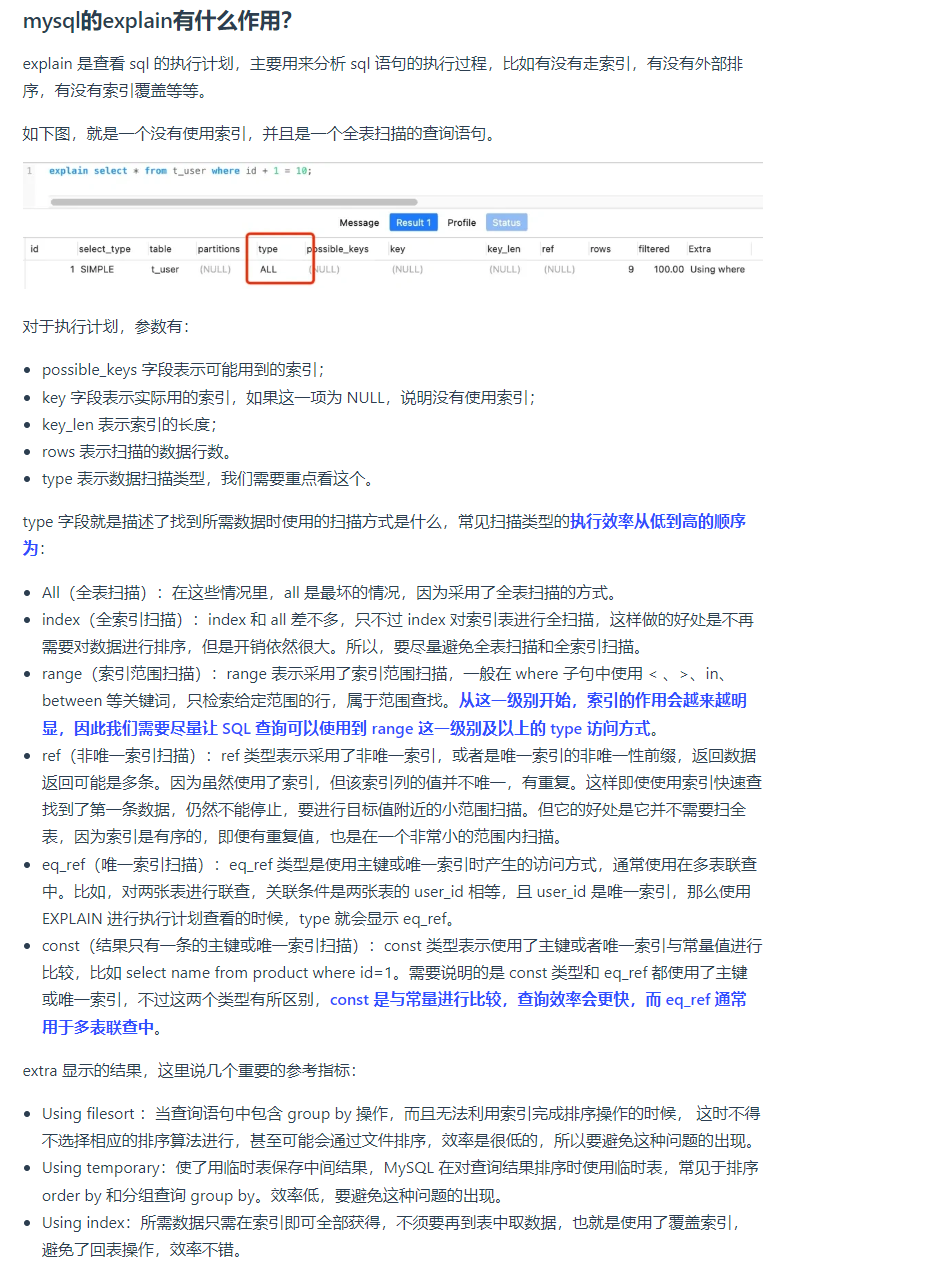 mysql的explain有什么作用?
explain 是查看 sql 的执行计划，主要用来分析 sql 语句的执行过程，比如有没有走索引，有没有外部排
序，有没有索引覆盖等等。
如下图，就是一个没有使用索引，并且是一个全表扫描的查询语句。
1 explain select * from t_user where id + 1 = 10;
Message Result 1 Profile Status
id select_type table partitions type possible_keys key key_len ref rows filtered Extra
1 SIMPLE t_user (NULL) ALL (NULL) (NULL) (NULL) (NULL) 9 100.00 Using where
对于执行计划，参数有：
• possible_keys 字段表示可能用到的索引；
• key 字段表示实际用的索引，如果这一项为 NULL，说明没有使用索引；
• key_len 表示索引的长度；
• rows 表示扫描的数据行数。
• type 表示数据扫描类型，我们需要重点看这个。
type 字段就是描述了找到所需数据时使用的扫描方式是什么，常见扫描类型的执行效率从低到高的顺序
为：
• All（全表扫描）：在这些情况里，all 是最坏的情况，因为采用了全表扫描的方式。
• index（全索引扫描）：index 和 all 差不多，只不过 index 对索引表进行全扫描，这样做的好处是不再
需要对数据进行排序，但是开销依然很大。所以，要尽量避免全表扫描和全索引扫描。
• range（索引范围扫描）：range 表示采用了索引范围扫描，一般在 where 子句中使用 < 、>、in、
between 等关键词，只检索给定范围的行，属于范围查找。从这一级别开始，索引的作用会越来越明
显，因此我们需要尽量让 SQL 查询可以使用到 range 这一级别及以上的 type 访问方式。
• ref（非唯一索引扫描）：ref 类型表示采用了非唯一索引，或者是唯一索引的非唯一性前缀，返回数据
返回可能是多条。因为虽然使用了索引，但该索引列的值并不唯一，有重复。这样即使使用索引快速查
找到了第一条数据，仍然不能停止，要进行目标值附近的小范围扫描。但它的好处是它并不需要扫全
表，因为索引是有序的，即便有重复值，也是在一个非常小的范围内扫描。
• eq_ref（唯一索引扫描）：eq_ref 类型是使用主键或唯一索引时产生的访问方式，通常使用在多表联查
中。比如，对两张表进行联查，关联条件是两张表的 user_id 相等，且 user_id 是唯一索引，那么使用
EXPLAIN 进行执行计划查看的时候，type 就会显示 eq_ref。
• const（结果只有一条的主键或唯一索引扫描）：const 类型表示使用了主键或者唯一索引与常量值进行
比较，比如 select name from product where id=1。需要说明的是 const 类型和 eq_ref 都使用了主键
或唯一索引，不过这两个类型有所区别，const 是与常量进行比较，查询效率会更快，而 eq_ref 通常
用于多表联查中。
extra 显示的结果，这里说几个重要的参考指标：
• Using filesort ：当查询语句中包含 group by 操作，而且无法利用索引完成排序操作的时候， 这时不得
不选择相应的排序算法进行，甚至可能会通过文件排序，效率是很低的，所以要避免这种问题的出现。
• Using temporary：使了用临时表保存中间结果，MySQL 在对查询结果排序时使用临时表，常见于排序
order by 和分组查询 group by。效率低，要避免这种问题的出现。
• Using index：所需数据只需在索引即可全部获得，不须要再到表中取数据，也就是使用了覆盖索引，
避免了回表操作，效率不错。